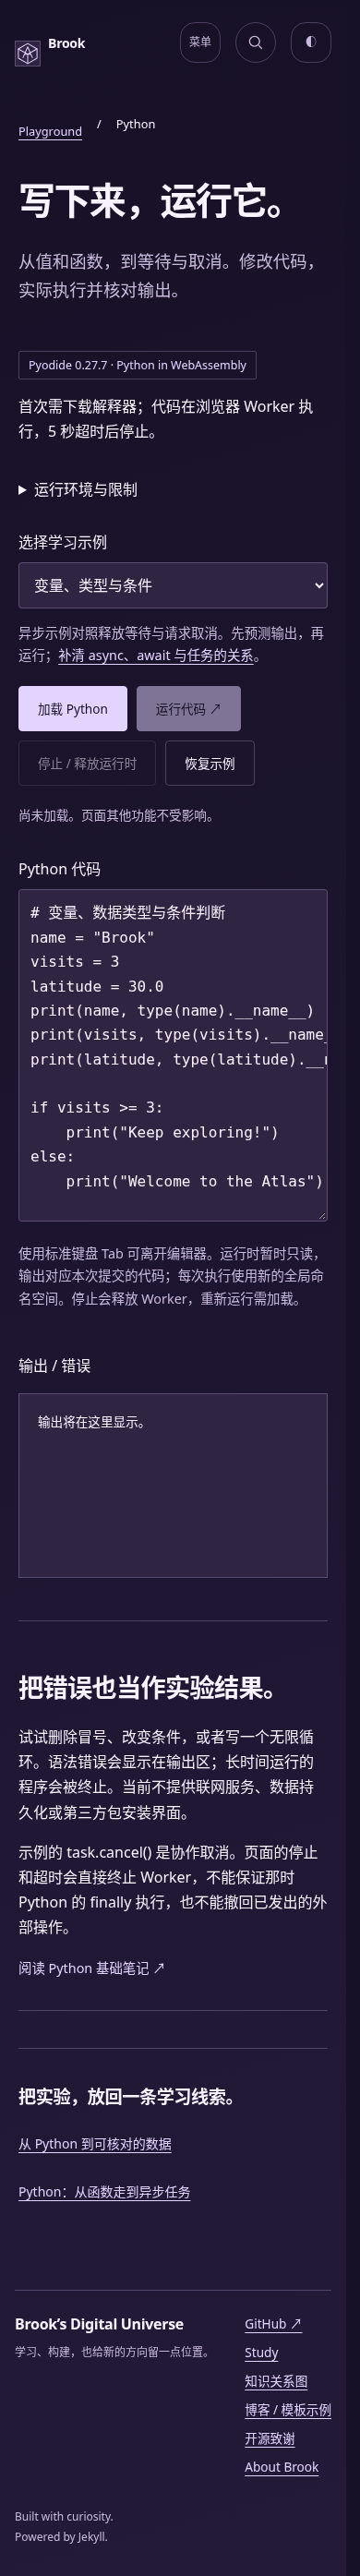 Brook
菜单
Playground / Python
写下来，运行它。
从值和函数，到等待与取消。修改代码，
实际执行并核对输出。
Pyodide 0.27.7 · Python in WebAssembly
首次需下载解释器；代码在浏览器 Worker 执
行，5 秒超时后停止。
▶ 运行环境与限制
选择学习示例
变量、类型与条件
异步示例对照释放等待与请求取消。先预测输出，再
运行；补清 async、await 与任务的关系。
加载 Python
运行代码 ↗
停止 / 释放运行时
恢复示例
尚未加载。页面其他功能不受影响。
Python 代码
# 变量、数据类型与条件判断
name = "Brook"
visits = 3
latitude = 30.0
print(name, type(name).__name__)
print(visits, type(visits).__name_
print(latitude, type(latitude).__n
if visits >= 3:
    print("Keep exploring!")
else:
    print("Welcome to the Atlas")
使用标准键盘 Tab 可离开编辑器。运行时暂时只读，
输出对应本次提交的代码；每次执行使用新的全局命
名空间。停止会释放 Worker，重新运行需加载。
输出 / 错误
输出将在这里显示。
把错误也当作实验结果。
试试删除冒号、改变条件，或者写一个无限循
环。语法错误会显示在输出区；长时间运行的
程序会被终止。当前不提供联网服务、数据持
久化或第三方包安装界面。
示例的 task.cancel() 是协作取消。页面的停止
和超时会直接终止 Worker，不能保证那时
Python 的 finally 执行，也不能撤回已发出的外
部操作。
阅读 Python 基础笔记 ↗
把实验，放回一条学习线索。
从 Python 到可核对的数据
Python：从函数走到异步任务
Brook’s Digital Universe
学习、构建，也给新的方向留一点位置。
GitHub ↗
Study
知识关系图
博客 / 模板示例
开源致谢
About Brook
Built with curiosity.
Powered by Jekyll.